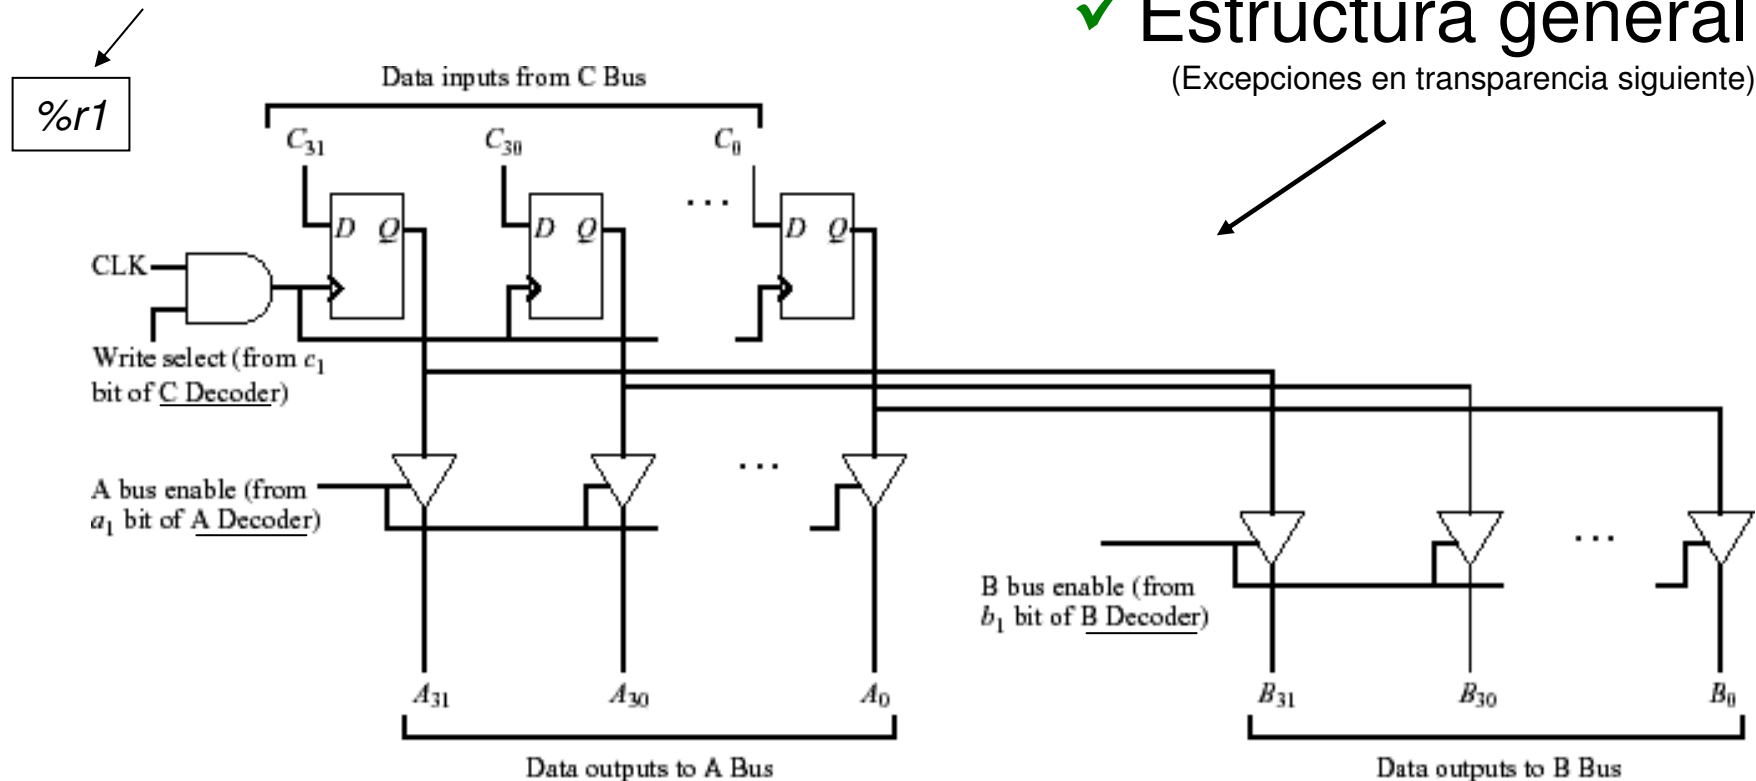 ✓ Estructura general
(Excepciones en transparencia siguiente)
%r1
Data inputs from C Bus
C31 C30 C0
. . .
D Q D Q D Q
CLK
Write select (from c1
bit of C Decoder)
A bus enable (from
a1 bit of A Decoder)
. . .
B bus enable (from
b1 bit of B Decoder)
. . .
A31 A30 A0 B31 B30 B0
Data outputs to A Bus
Data outputs to B Bus